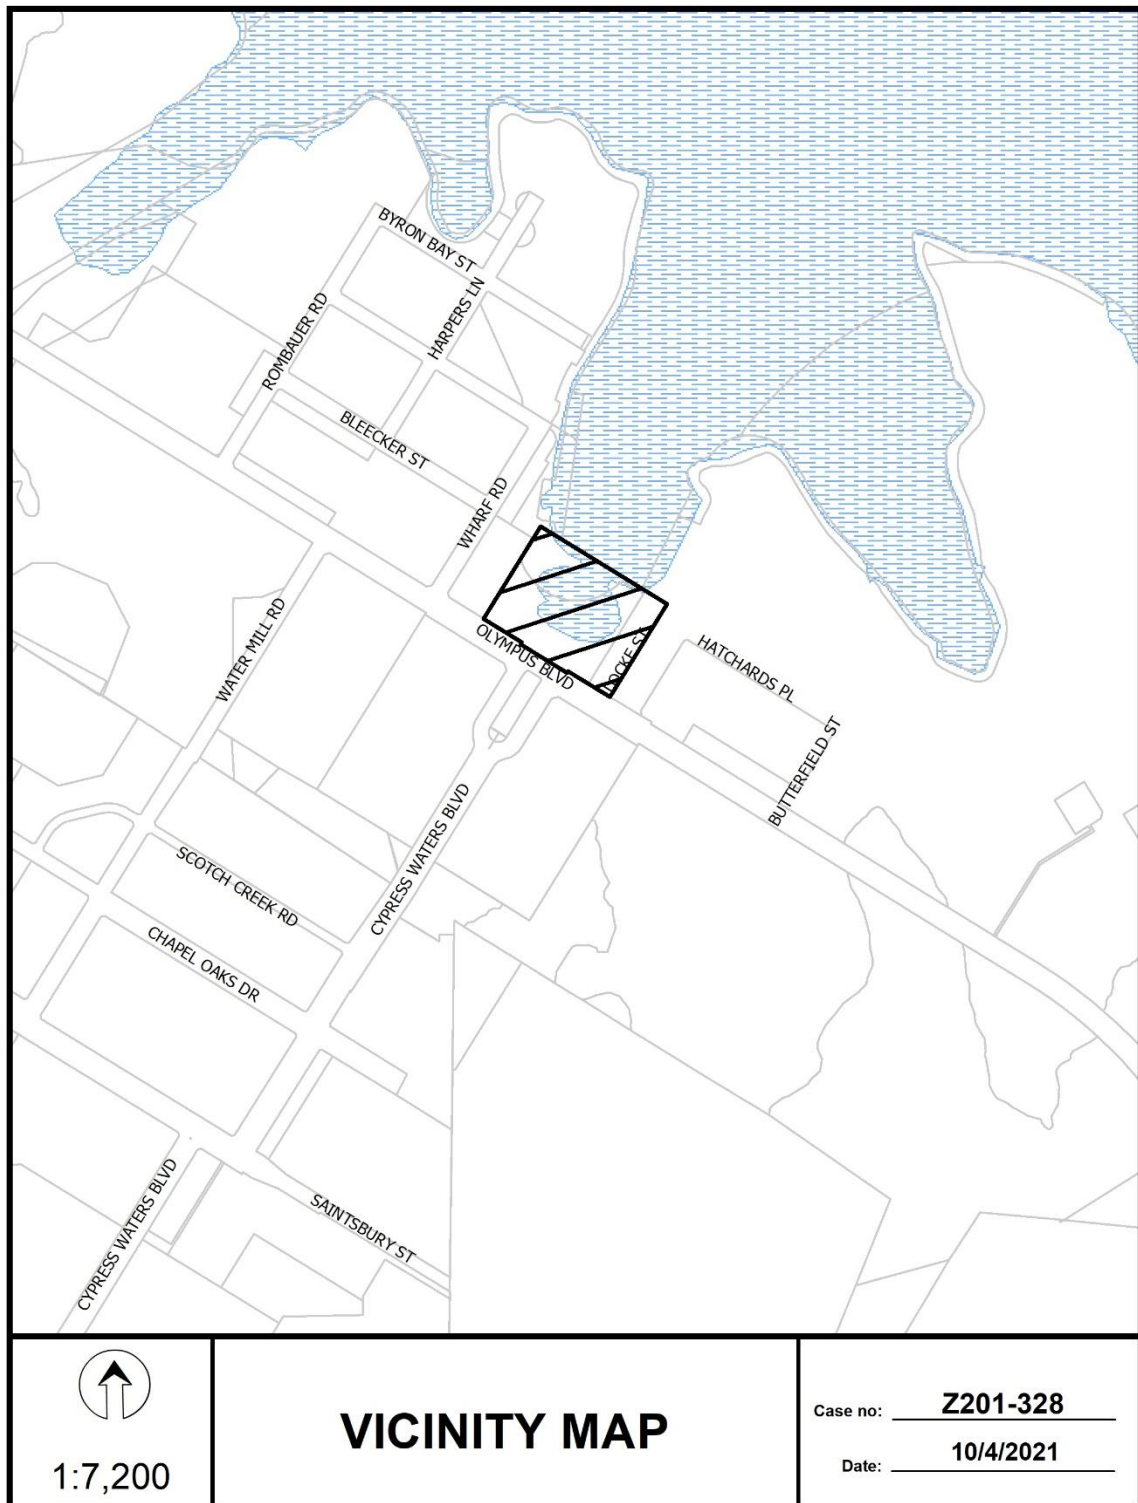 BYRON BAY ST
HARPERS LN
ROMBAUER RD
BLEECKER ST
WHARF RD
OLYMPUS BLVD
HATCHARDS PL
WATER MILL RD
BUTTERFIELD ST
CYPRESS WATERS BLVD
SCOTCH CREEK RD
CHAPEL OAKS DR
CYPRESS WATERS BLVD
SAINTSBURY ST
1:7,200
VICINITY MAP
Case no: Z201-328
Date: 10/4/2021